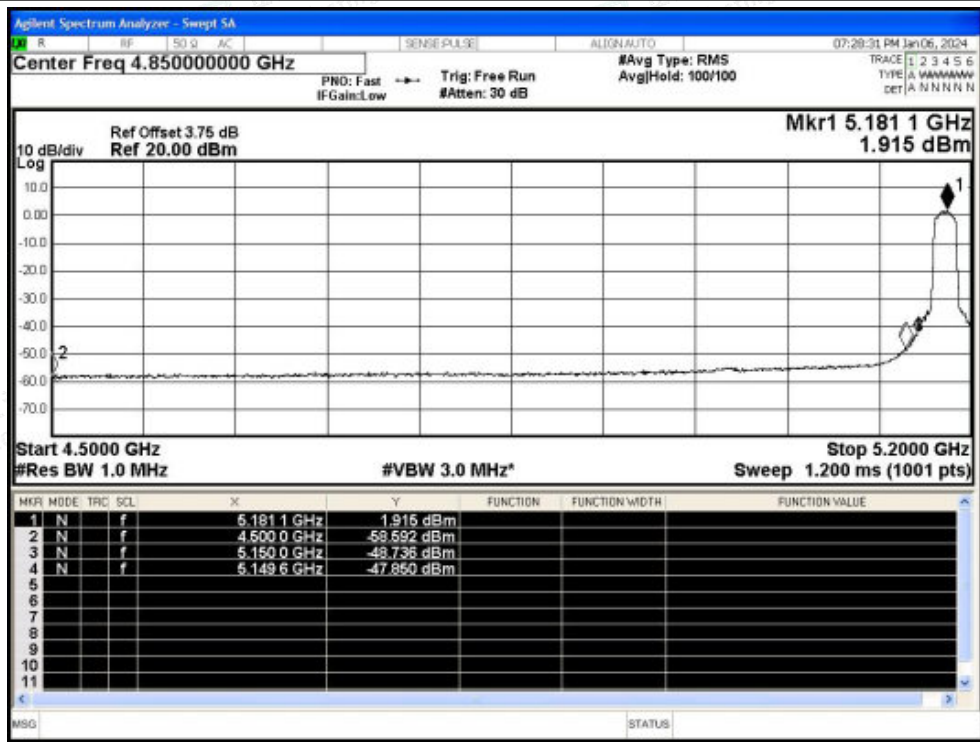 Agilent Spectrum Analyzer - Swept SA
R RF 50 Ω AC SENSE:PULSE ALIGNAUTO 07:28:31 PM Jan 06, 2024
Center Freq 4.850000000 GHz #Avg Type: RMS TRACE 1 2 3 4 5 6
PNO: Fast Trig: Free Run Avg|Hold: 100/100 TYPE A WWWWW
IFGain:Low #Atten: 30 dB DET A N N N N N
Mkr1 5.181 1 GHz
Ref Offset 3.75 dB
10 dB/div Ref 20.00 dBm 1.915 dBm
Log
10.0
1
0.00
-10.0
-20.0
-30.0
-40.0
-50.0
2
-60.0
-70.0
Start 4.5000 GHz Stop 5.2000 GHz
#Res BW 1.0 MHz #VBW 3.0 MHz* Sweep 1.200 ms (1001 pts)
MKR MODE TRC SCL X Y FUNCTION FUNCTION WIDTH FUNCTION VALUE
1 N f 5.181 1 GHz 1.915 dBm
2 N f 4.500 0 GHz -58.592 dBm
3 N f 5.150 0 GHz -48.736 dBm
4 N f 5.149 6 GHz -47.850 dBm
5
6
7
8
9
10
11
MSG STATUS